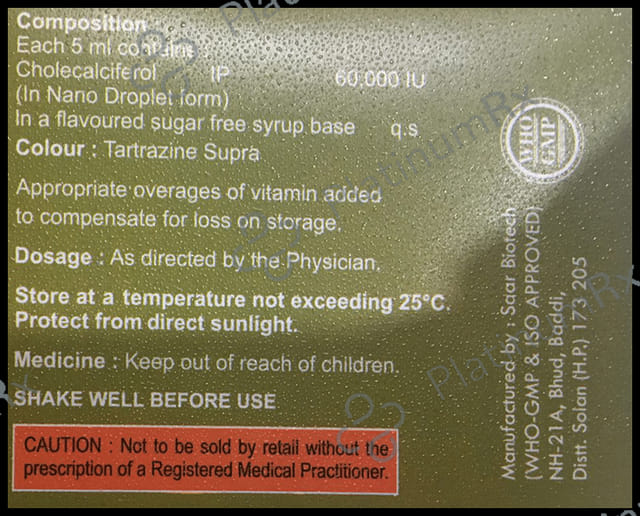 Composition
Each 5 ml contains
Cholecalciferol IP 60,000 IU
(In Nano Droplet form)
In a flavoured sugar free syrup base q.s
Colour : Tartrazine Supra
Appropriate overages of vitamin added
to compensate for loss on storage.
Dosage : As directed by the Physician.
Store at a temperature not exceeding 25°C.
Protect from direct sunlight.
Medicine : Keep out of reach of children.
SHAKE WELL BEFORE USE
CAUTION : Not to be sold by retail without the
prescription of a Registered Medical Practitioner.
WHO
GMP
Manufactured by : Saar Biotech
(WHO-GMP & ISO APPROVED)
NH-21A, Bhud, Baddi,
Distt. Solan (H.P.) 173 205
PlatinumRx
PlatinumRx
Rx